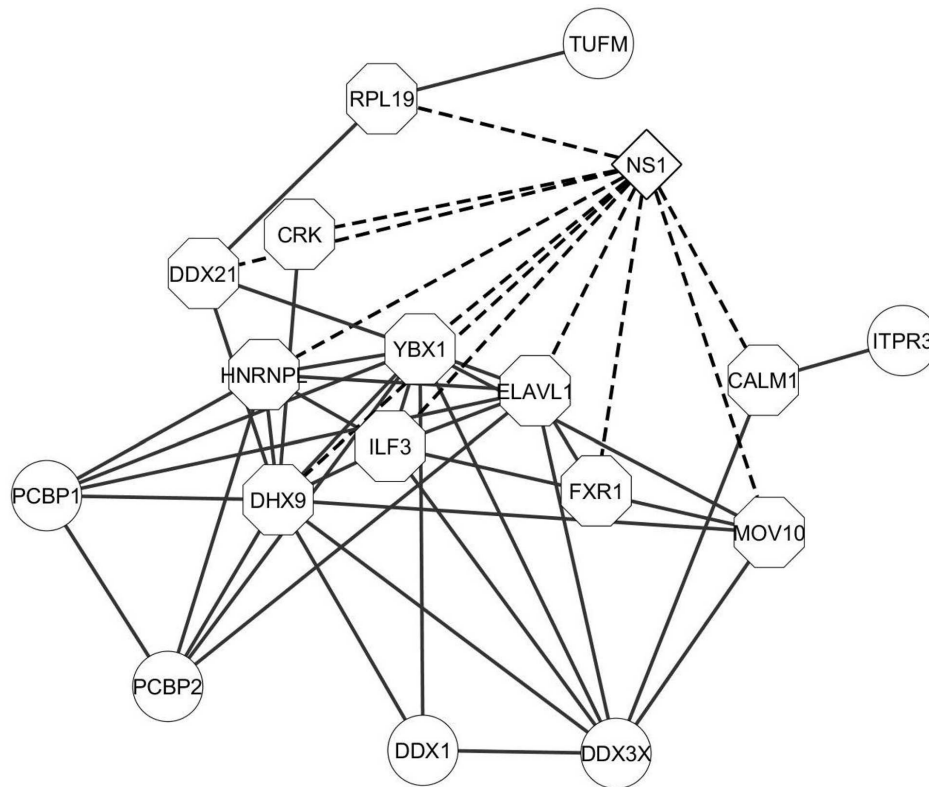 TUFM
RPL19
NS1
CRK
DDX21
YBX1
ITPR3
HNRNPL
CALM1
ELAVL1
ILF3
PCBP1
DHX9
FXR1
MOV10
PCBP2
DDX1
DDX3X